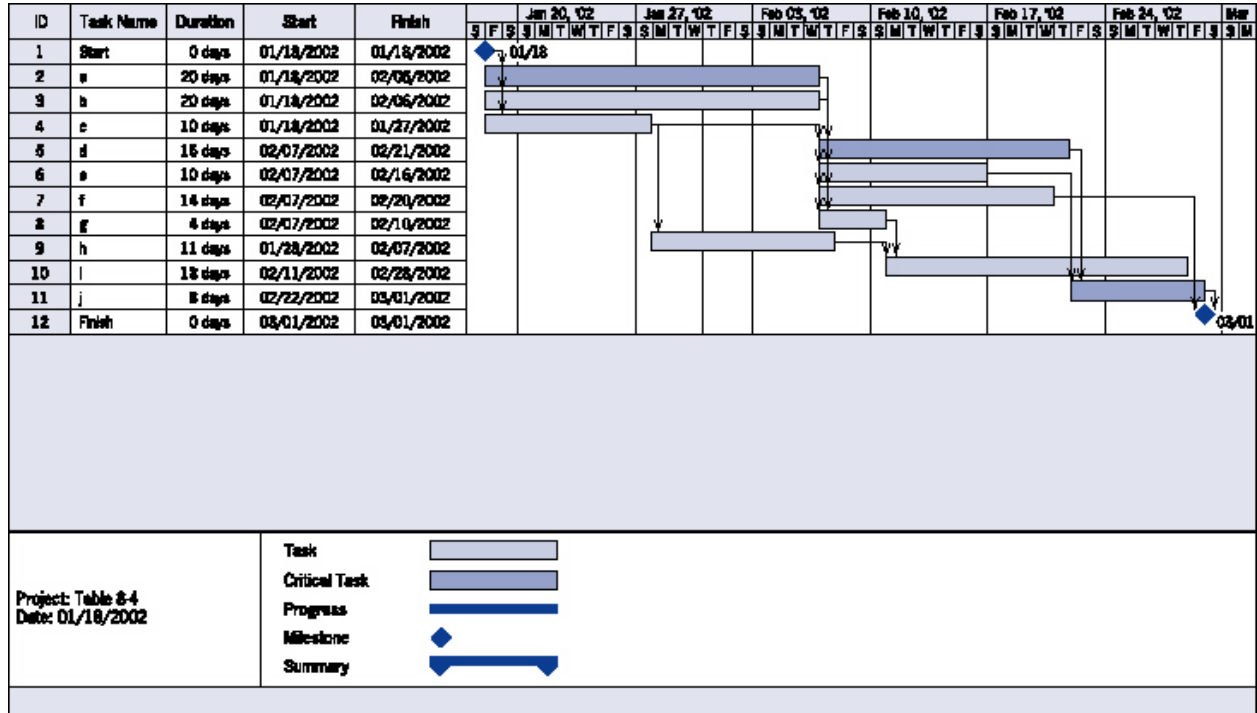 ID Task Name Duration Start Finish Jan 20, '02 Jan 27, '02 Feb 03, '02 Feb 10, '02 Feb 17, '02 Feb 24, '02 Mar
S F S S M T W T F S S M T W T F S S M T W T F S S M T W T F S S M T W T F S S M T W T F S S M
1 Start 0 days 01/18/2002 01/18/2002 01/18
2 a 20 days 01/18/2002 02/06/2002
3 b 20 days 01/18/2002 02/06/2002
4 c 10 days 01/18/2002 01/27/2002
5 d 15 days 02/07/2002 02/21/2002
6 e 10 days 02/07/2002 02/16/2002
7 f 14 days 02/07/2002 02/20/2002
8 g 4 days 02/07/2002 02/10/2002
9 h 11 days 01/28/2002 02/07/2002
10 i 18 days 02/11/2002 02/28/2002
11 j 8 days 02/22/2002 03/01/2002
12 Finish 0 days 03/01/2002 03/01/2002 03/01
Project: Table 8-4
Date: 01/18/2002
Task
Critical Task
Progress
Milestone
Summary